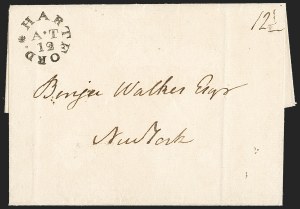 * HARTFORD
A•T
12
12½
Benjn Walker Esqr
New York